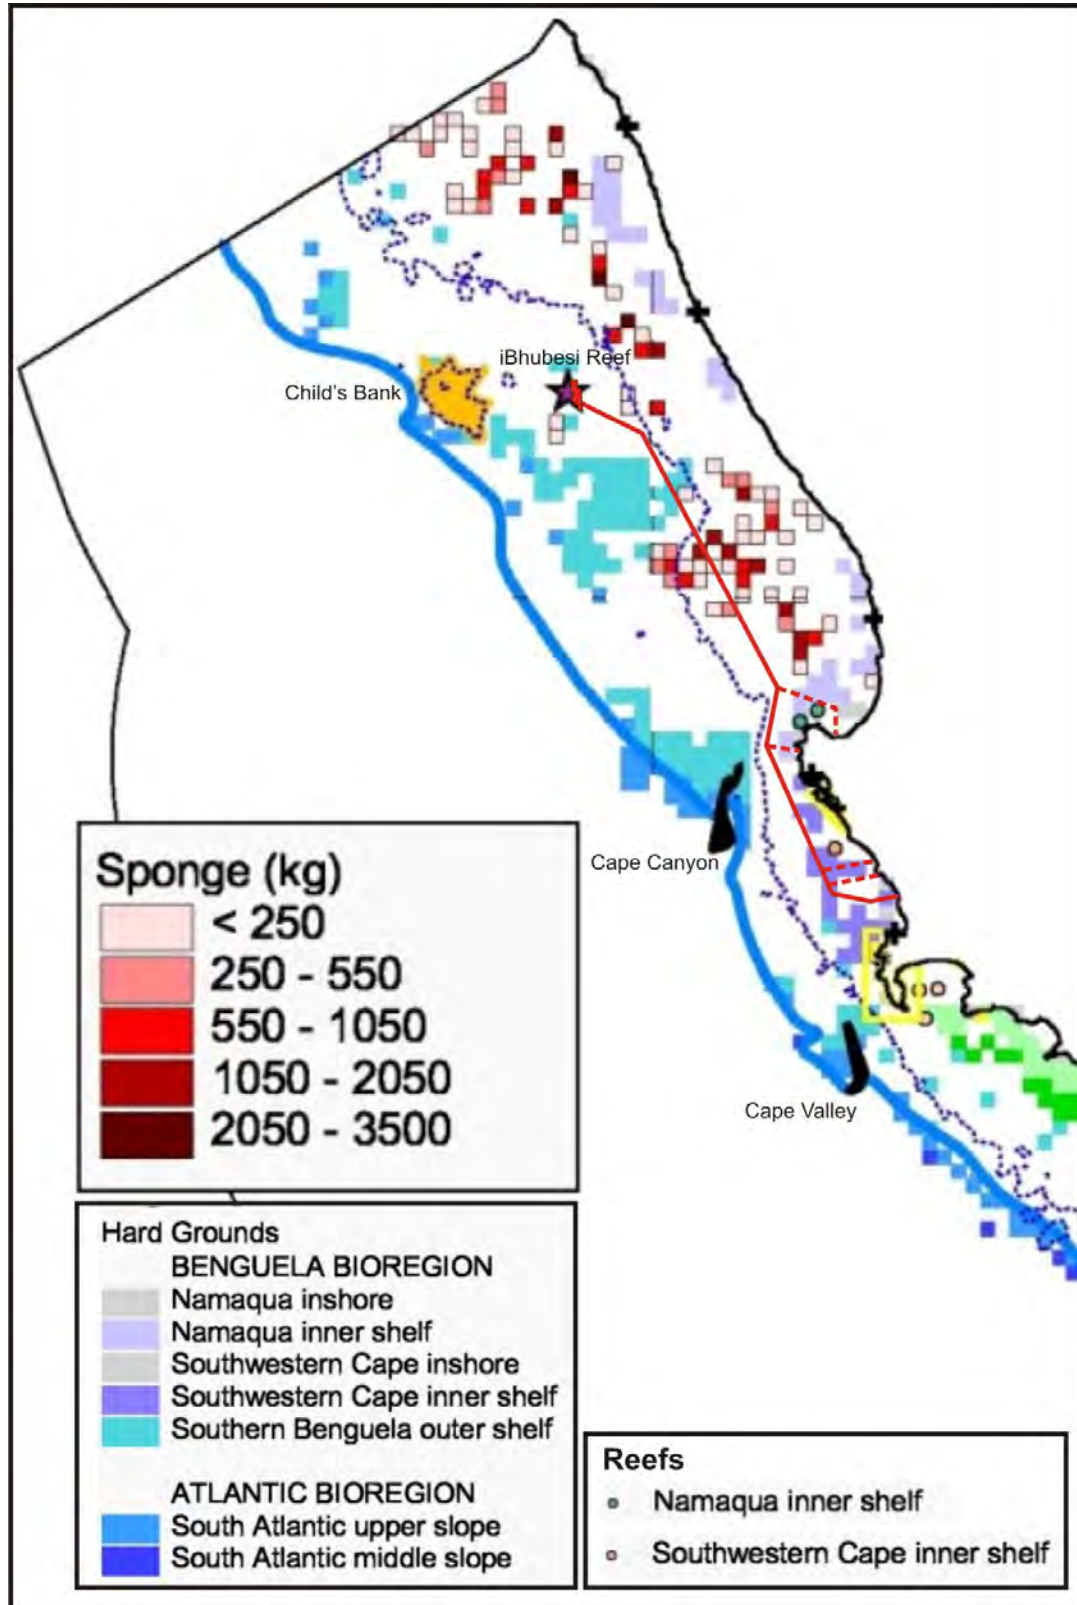 iBhubesi Reef
Child's Bank
Cape Canyon
Cape Valley
Sponge (kg)
< 250
250 - 550
550 - 1050
1050 - 2050
2050 - 3500
Hard Grounds
BENGUELA BIOREGION
Namaqua inshore
Namaqua inner shelf
Southwestern Cape inshore
Southwestern Cape inner shelf
Southern Benguela outer shelf
ATLANTIC BIOREGION
South Atlantic upper slope
South Atlantic middle slope
Reefs
Namaqua inner shelf
Southwestern Cape inner shelf